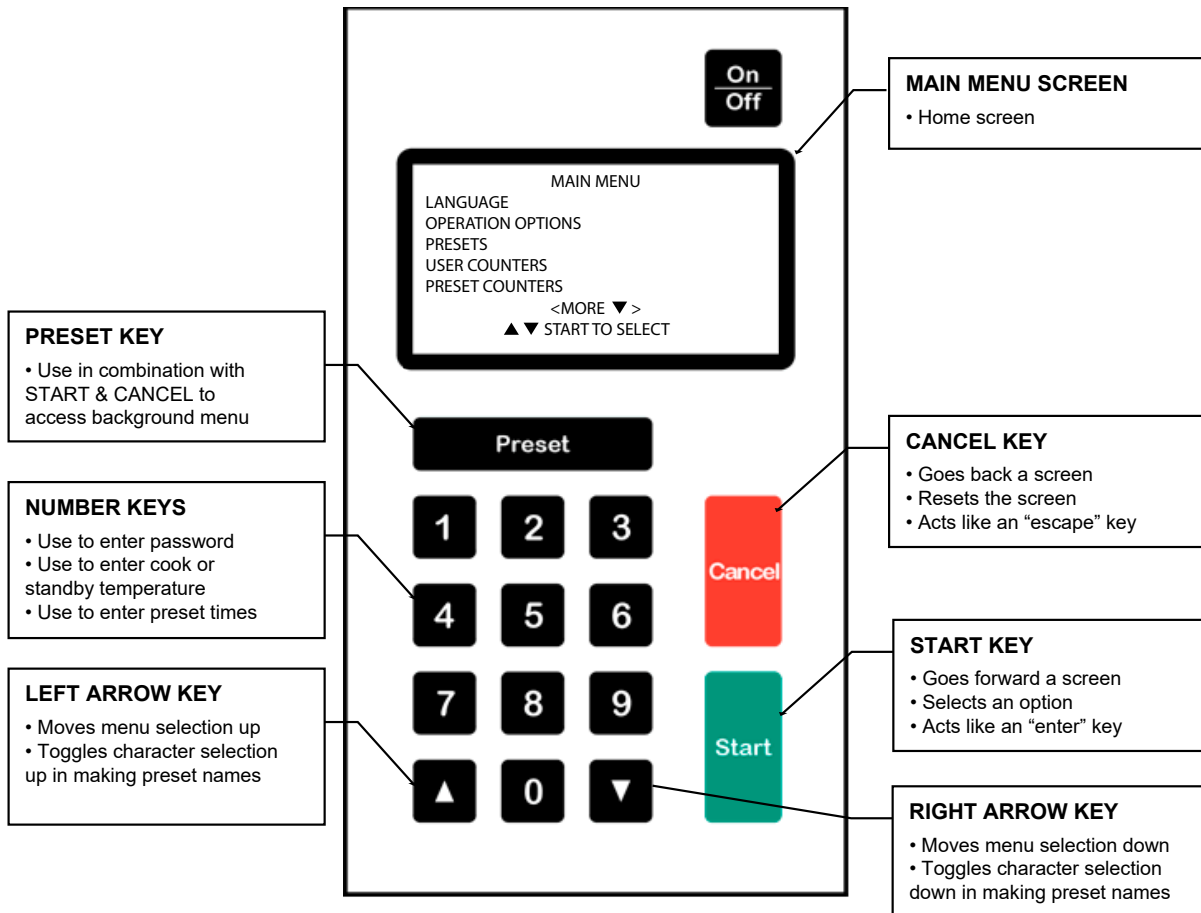 On
Off
MAIN MENU SCREEN
• Home screen
MAIN MENU
LANGUAGE
OPERATION OPTIONS
PRESETS
USER COUNTERS
PRESET COUNTERS
<MORE ▼ >
▲ ▼ START TO SELECT
PRESET KEY
• Use in combination with
START & CANCEL to
access background menu
Preset
CANCEL KEY
• Goes back a screen
• Resets the screen
• Acts like an “escape” key
NUMBER KEYS
• Use to enter password
• Use to enter cook or
standby temperature
• Use to enter preset times
1 2 3
Cancel
4 5 6
START KEY
• Goes forward a screen
• Selects an option
• Acts like an “enter” key
LEFT ARROW KEY
• Moves menu selection up
• Toggles character selection
up in making preset names
7 8 9
Start
▲ 0 ▼
RIGHT ARROW KEY
• Moves menu selection down
• Toggles character selection
down in making preset names